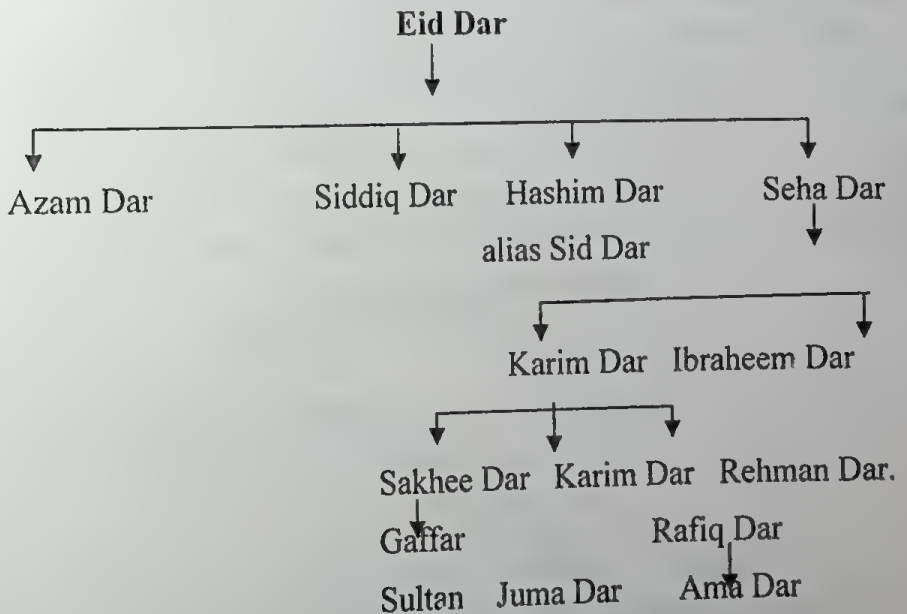 Eid Dar
Azam Dar Siddiq Dar Hashim Dar Seha Dar
alias Sid Dar
Karim Dar Ibraheem Dar
Sakhee Dar Karim Dar Rehman Dar.
Gaffar Rafiq Dar
Sultan Juma Dar Ama Dar